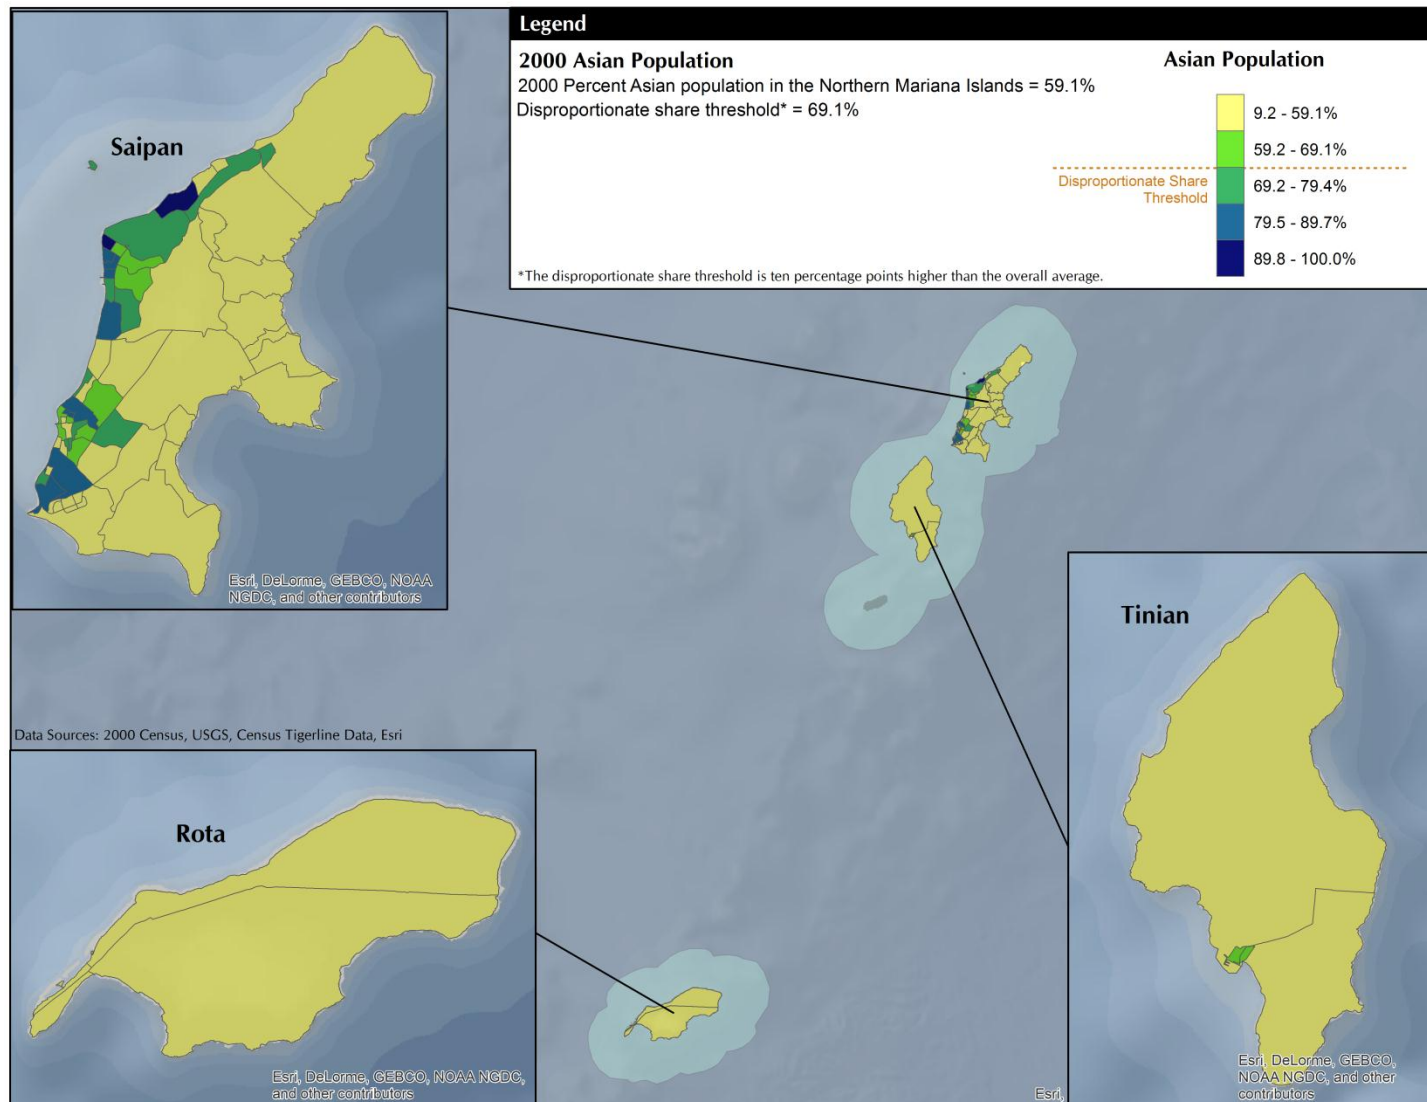 Legend
2000 Asian Population
2000 Percent Asian population in the Northern Mariana Islands = 59.1%
Disproportionate share threshold* = 69.1%
*The disproportionate share threshold is ten percentage points higher than the overall average.
Asian Population
9.2 - 59.1%
59.2 - 69.1%
Disproportionate Share
Threshold
69.2 - 79.4%
79.5 - 89.7%
89.8 - 100.0%
Saipan
Esri, DeLorme, GEBCO, NOAA
NGDC, and other contributors
Tinian
Esri, DeLorme, GEBCO,
NOAA NGDC, and other
contributors
Data Sources: 2000 Census, USGS, Census Tigerline Data, Esri
Rota
Esri, DeLorme, GEBCO, NOAA NGDC,
and other contributors
Esri,